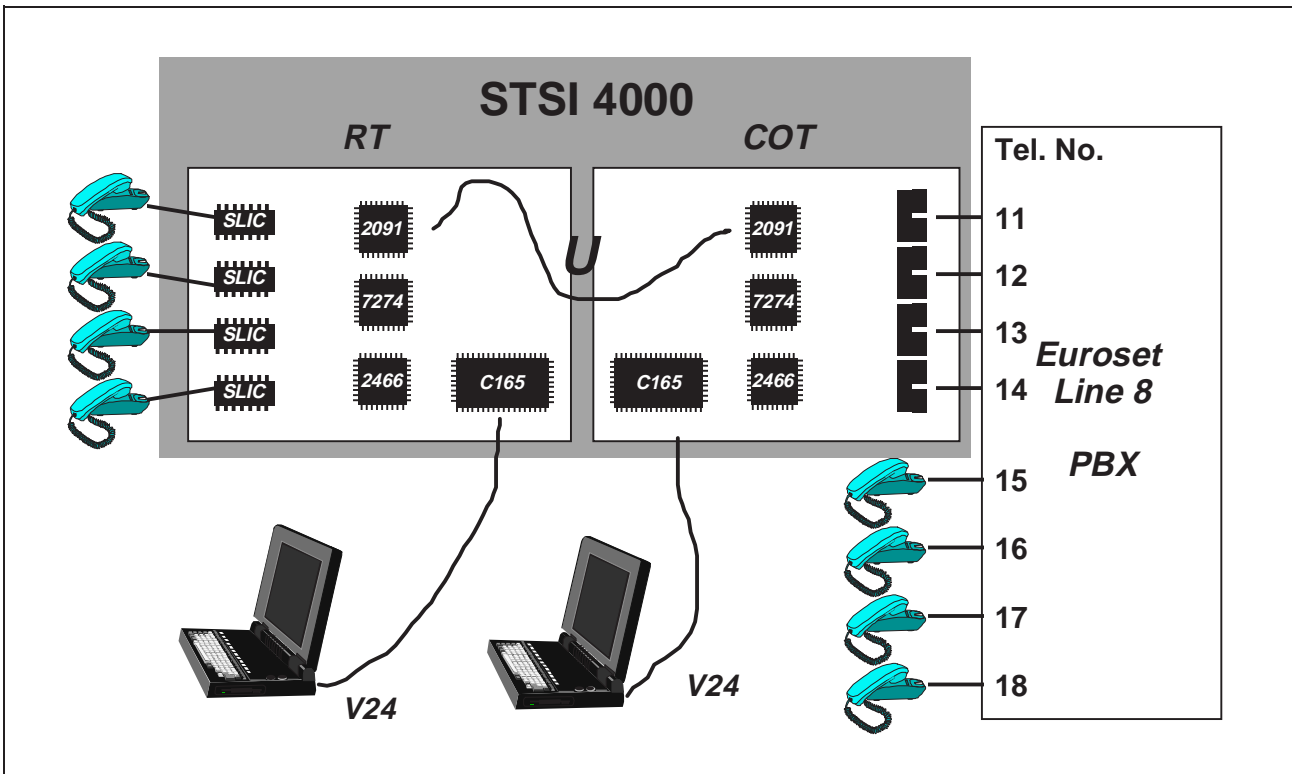 STSI 4000
RT
COT
Tel. No.
SLIC
2091
U
2091
11
SLIC
7274
7274
12
SLIC
13
Euroset
Line 8
SLIC
2466
C165
C165
2466
14
PBX
15
16
17
V24
V24
18